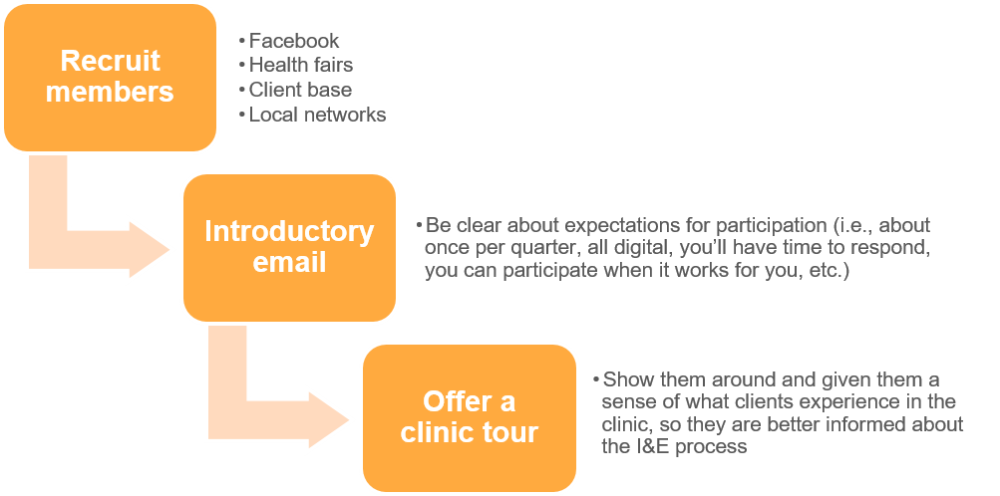 Recruit
members
• Facebook
• Health fairs
• Client base
• Local networks
Introductory
email
• Be clear about expectations for participation (i.e., about
once per quarter, all digital, you’ll have time to respond,
you can participate when it works for you, etc.)
Offer a
clinic tour
• Show them around and given them a
sense of what clients experience in the
clinic, so they are better informed about
the I&E process